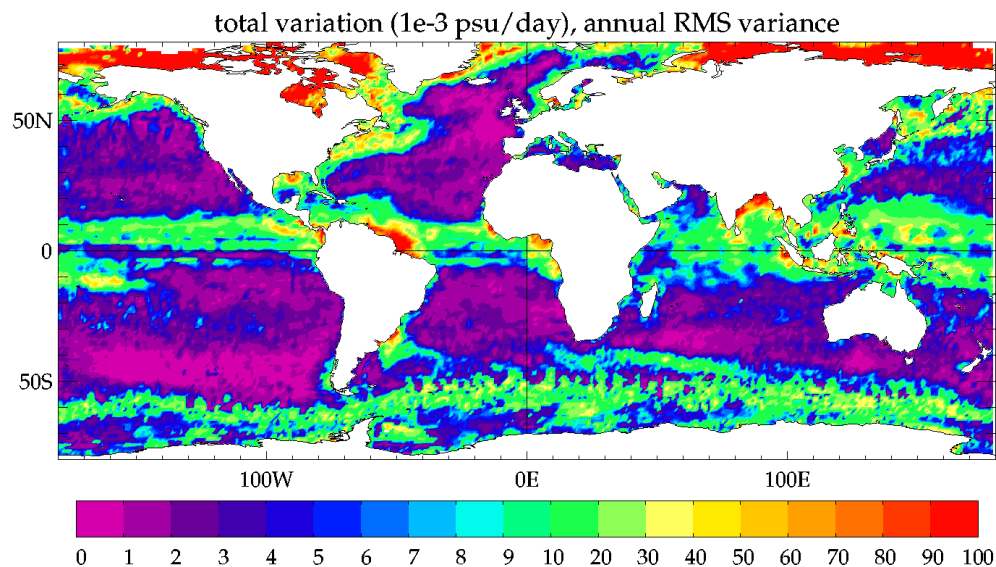 total variation (1e-3 psu/day), annual RMS variance
50N
0
50S
100W 0E 100E
0 1 2 3 4 5 6 7 8 9 10 20 30 40 50 60 70 80 90 100